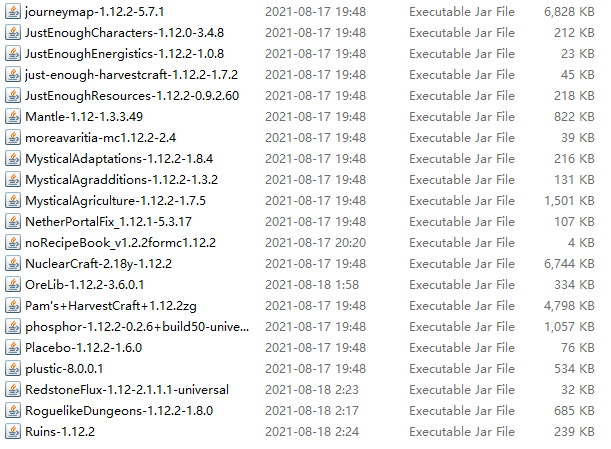 journeymap-1.12.2-5.7.1 2021-08-17 19:48 Executable Jar File 6,828 KB
JustEnoughCharacters-1.12.0-3.4.8 2021-08-17 19:48 Executable Jar File 212 KB
JustEnoughEnergistics-1.12.2-1.0.8 2021-08-17 19:48 Executable Jar File 23 KB
just-enough-harvestcraft-1.12.2-1.7.2 2021-08-17 19:48 Executable Jar File 45 KB
JustEnoughResources-1.12.2-0.9.2.60 2021-08-17 19:48 Executable Jar File 218 KB
Mantle-1.12-1.3.3.49 2021-08-17 19:48 Executable Jar File 822 KB
moreavaritia-mc1.12.2-2.4 2021-08-17 19:48 Executable Jar File 39 KB
MysticalAdaptations-1.12.2-1.8.4 2021-08-17 19:48 Executable Jar File 216 KB
MysticalAgradditions-1.12.2-1.3.2 2021-08-17 19:48 Executable Jar File 131 KB
MysticalAgriculture-1.12.2-1.7.5 2021-08-17 19:48 Executable Jar File 1,501 KB
NetherPortalFix_1.12.1-5.3.17 2021-08-17 19:48 Executable Jar File 107 KB
noRecipeBook_v1.2.2formc1.12.2 2021-08-17 20:20 Executable Jar File 4 KB
NuclearCraft-2.18y-1.12.2 2021-08-17 19:48 Executable Jar File 6,744 KB
OreLib-1.12.2-3.6.0.1 2021-08-18 1:58 Executable Jar File 334 KB
Pam's+HarvestCraft+1.12.2zg 2021-08-17 19:48 Executable Jar File 4,798 KB
phosphor-1.12.2-0.2.6+build50-unive... 2021-08-17 19:48 Executable Jar File 1,057 KB
Placebo-1.12.2-1.6.0 2021-08-17 19:48 Executable Jar File 76 KB
plustic-8.0.0.1 2021-08-17 19:48 Executable Jar File 534 KB
RedstoneFlux-1.12-2.1.1.1-universal 2021-08-18 2:23 Executable Jar File 32 KB
RoguelikeDungeons-1.12.2-1.8.0 2021-08-18 2:17 Executable Jar File 685 KB
Ruins-1.12.2 2021-08-18 2:24 Executable Jar File 239 KB